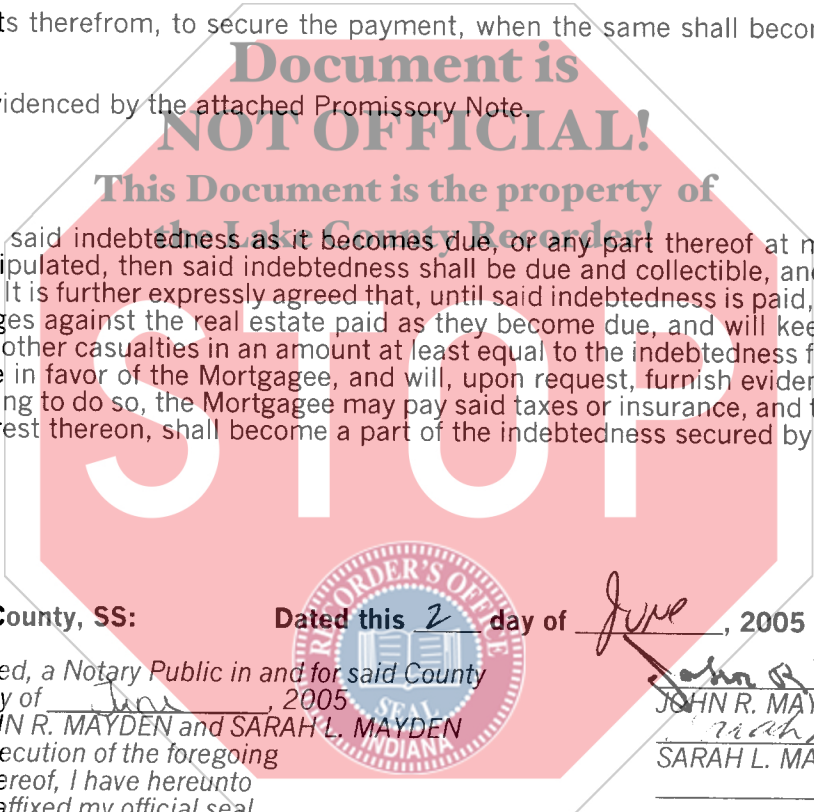 ts therefrom, to secure the payment, when the same shall becom
Document is
videnced by the attached Promissory Note.
NOT OFFICIAL!
This Document is the property of
the Lake County Recorder!
said indebtedness as it becomes due, or any part thereof at m
ipulated, then said indebtedness shall be due and collectible, and
It is further expressly agreed that, until said indebtedness is paid,
ges against the real estate paid as they become due, and will kee
other casualties in an amount at least equal to the indebtedness f
e in favor of the Mortgagee, and will, upon request, furnish eviden
ng to do so, the Mortgagee may pay said taxes or insurance, and t
rest thereon, shall become a part of the indebtedness secured by
STOP
RECORDER'S OFFICE
SEAL
INDIANA
County, SS:
Dated this 2 day of June, 2005
ed, a Notary Public in and for said County
y of June, 2005
HN R. MAYDEN and SARAH L. MAYDEN
ecution of the foregoing
ereof, I have hereunto
affixed my official seal
John R
JOHN R. MAY
SARAH L. MA